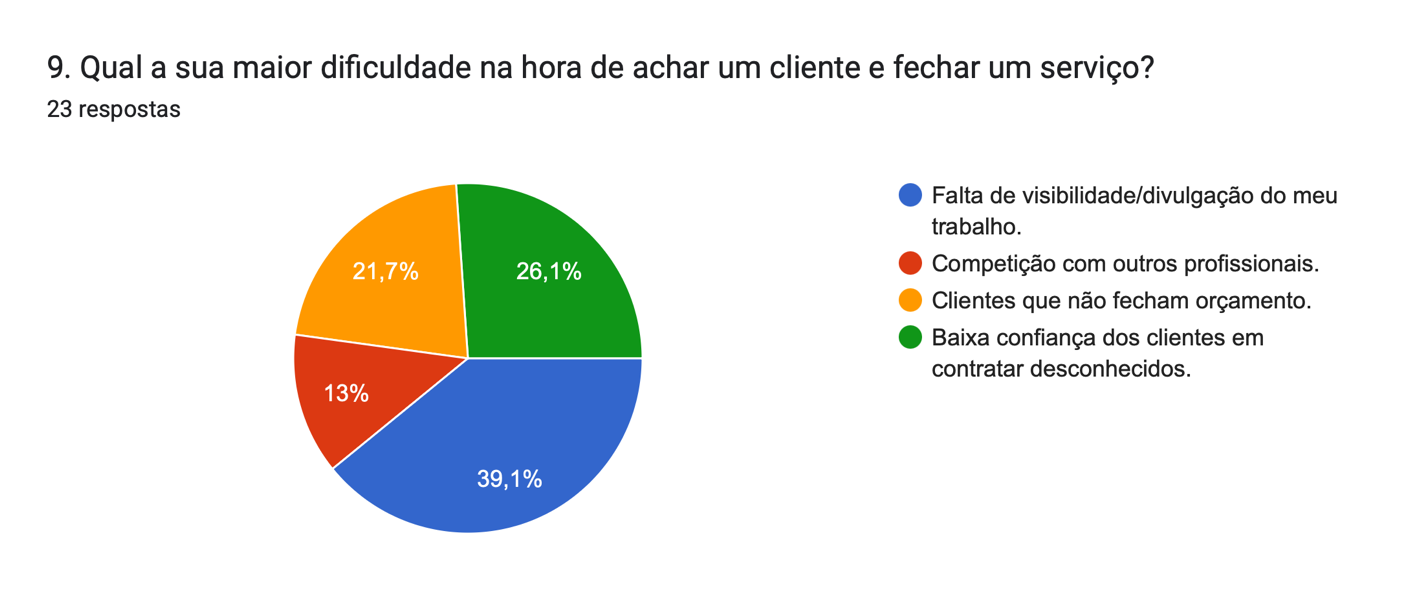 9. Qual a sua maior dificuldade na hora de achar um cliente e fechar um serviço?
23 respostas
21,7%
26,1%
13%
39,1%
Falta de visibilidade/divulgação do meu
trabalho.
Competição com outros profissionais.
Clientes que não fecham orçamento.
Baixa confiança dos clientes em
contratar desconhecidos.